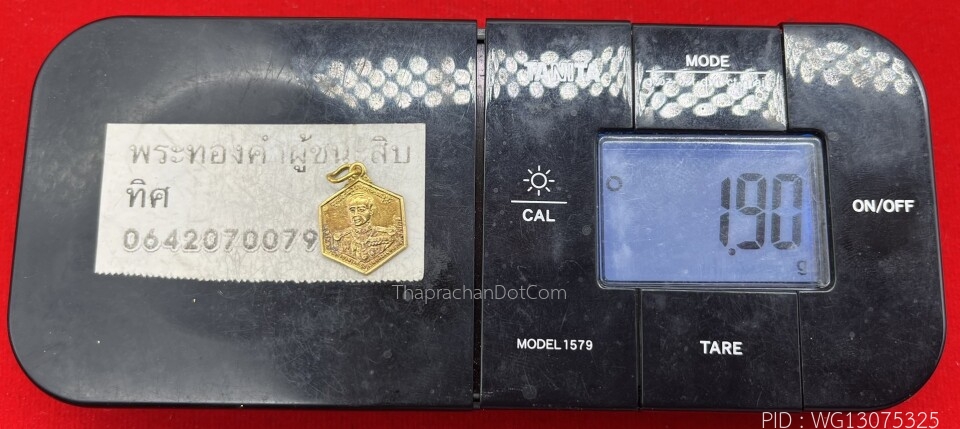 พระทองคำผู้ชนะสิบ
ทิศ
0642070079
TANITA
MODE
CAL
1.90
g
ON/OFF
MODEL 1579
TARE
ThaprachanDotCom
PID : WG13075325